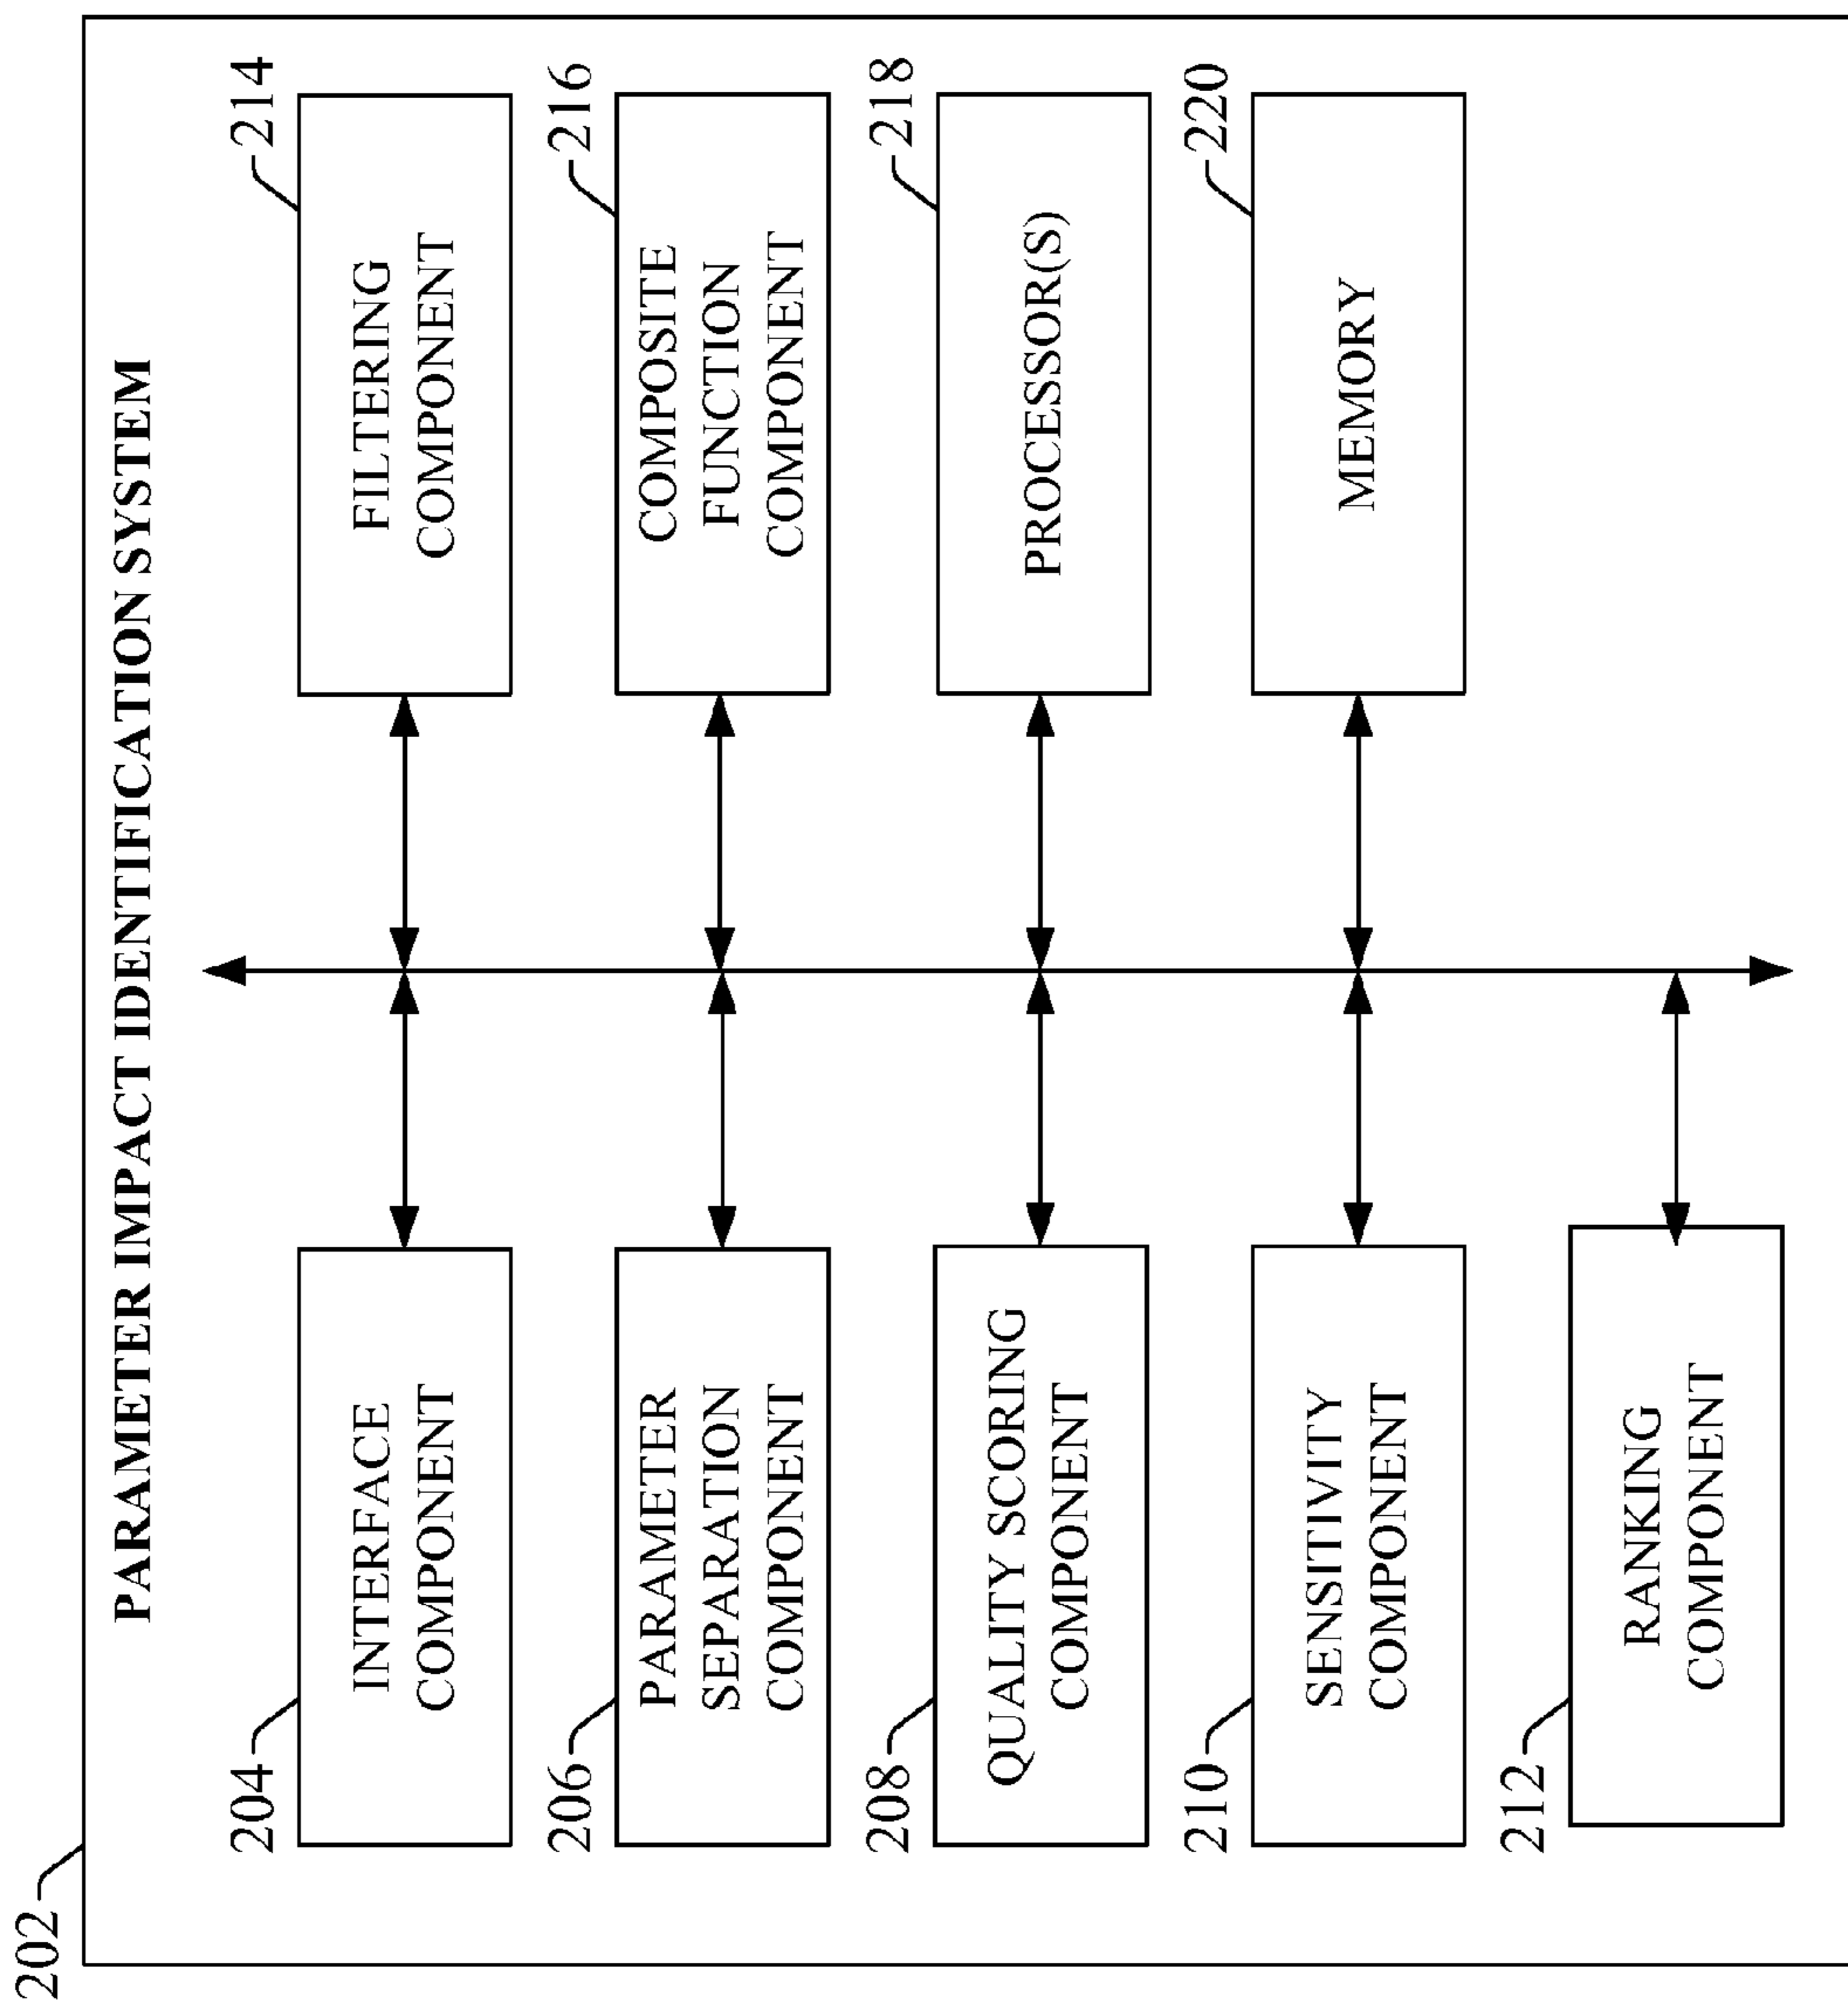 202
PARAMETER IMPACT IDENTIFICATION SYSTEM
204
INTERFACE
COMPONENT
206
PARAMETER
SEPARATION
COMPONENT
208
QUALITY SCORING
COMPONENT
210
SENSITIVITY
COMPONENT
212
RANKING
COMPONENT
214
FILTERING
COMPONENT
216
COMPOSITE
FUNCTION
COMPONENT
218
PROCESSOR(S)
220
MEMORY